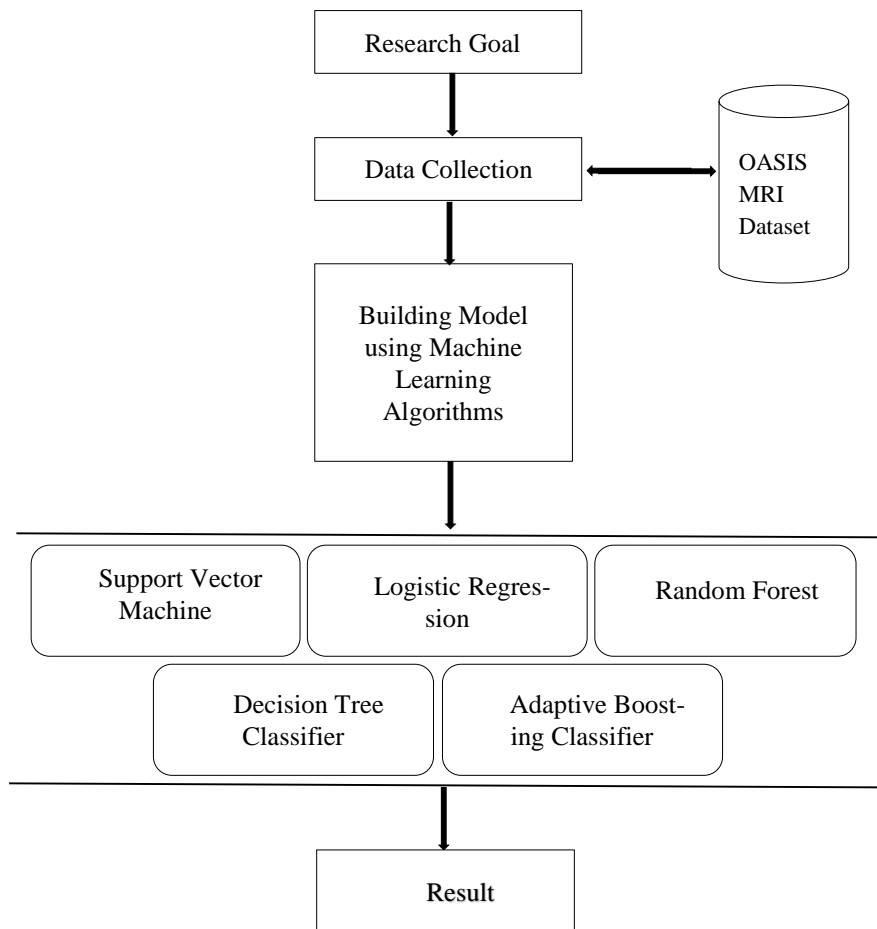 Research Goal
Data Collection
OASIS
MRI
Dataset
Building Model
using Machine
Learning
Algorithms
Support Vector
Machine
Logistic Regres-
sion
Random Forest
Decision Tree
Classifier
Adaptive Boost-
ing Classifier
Result